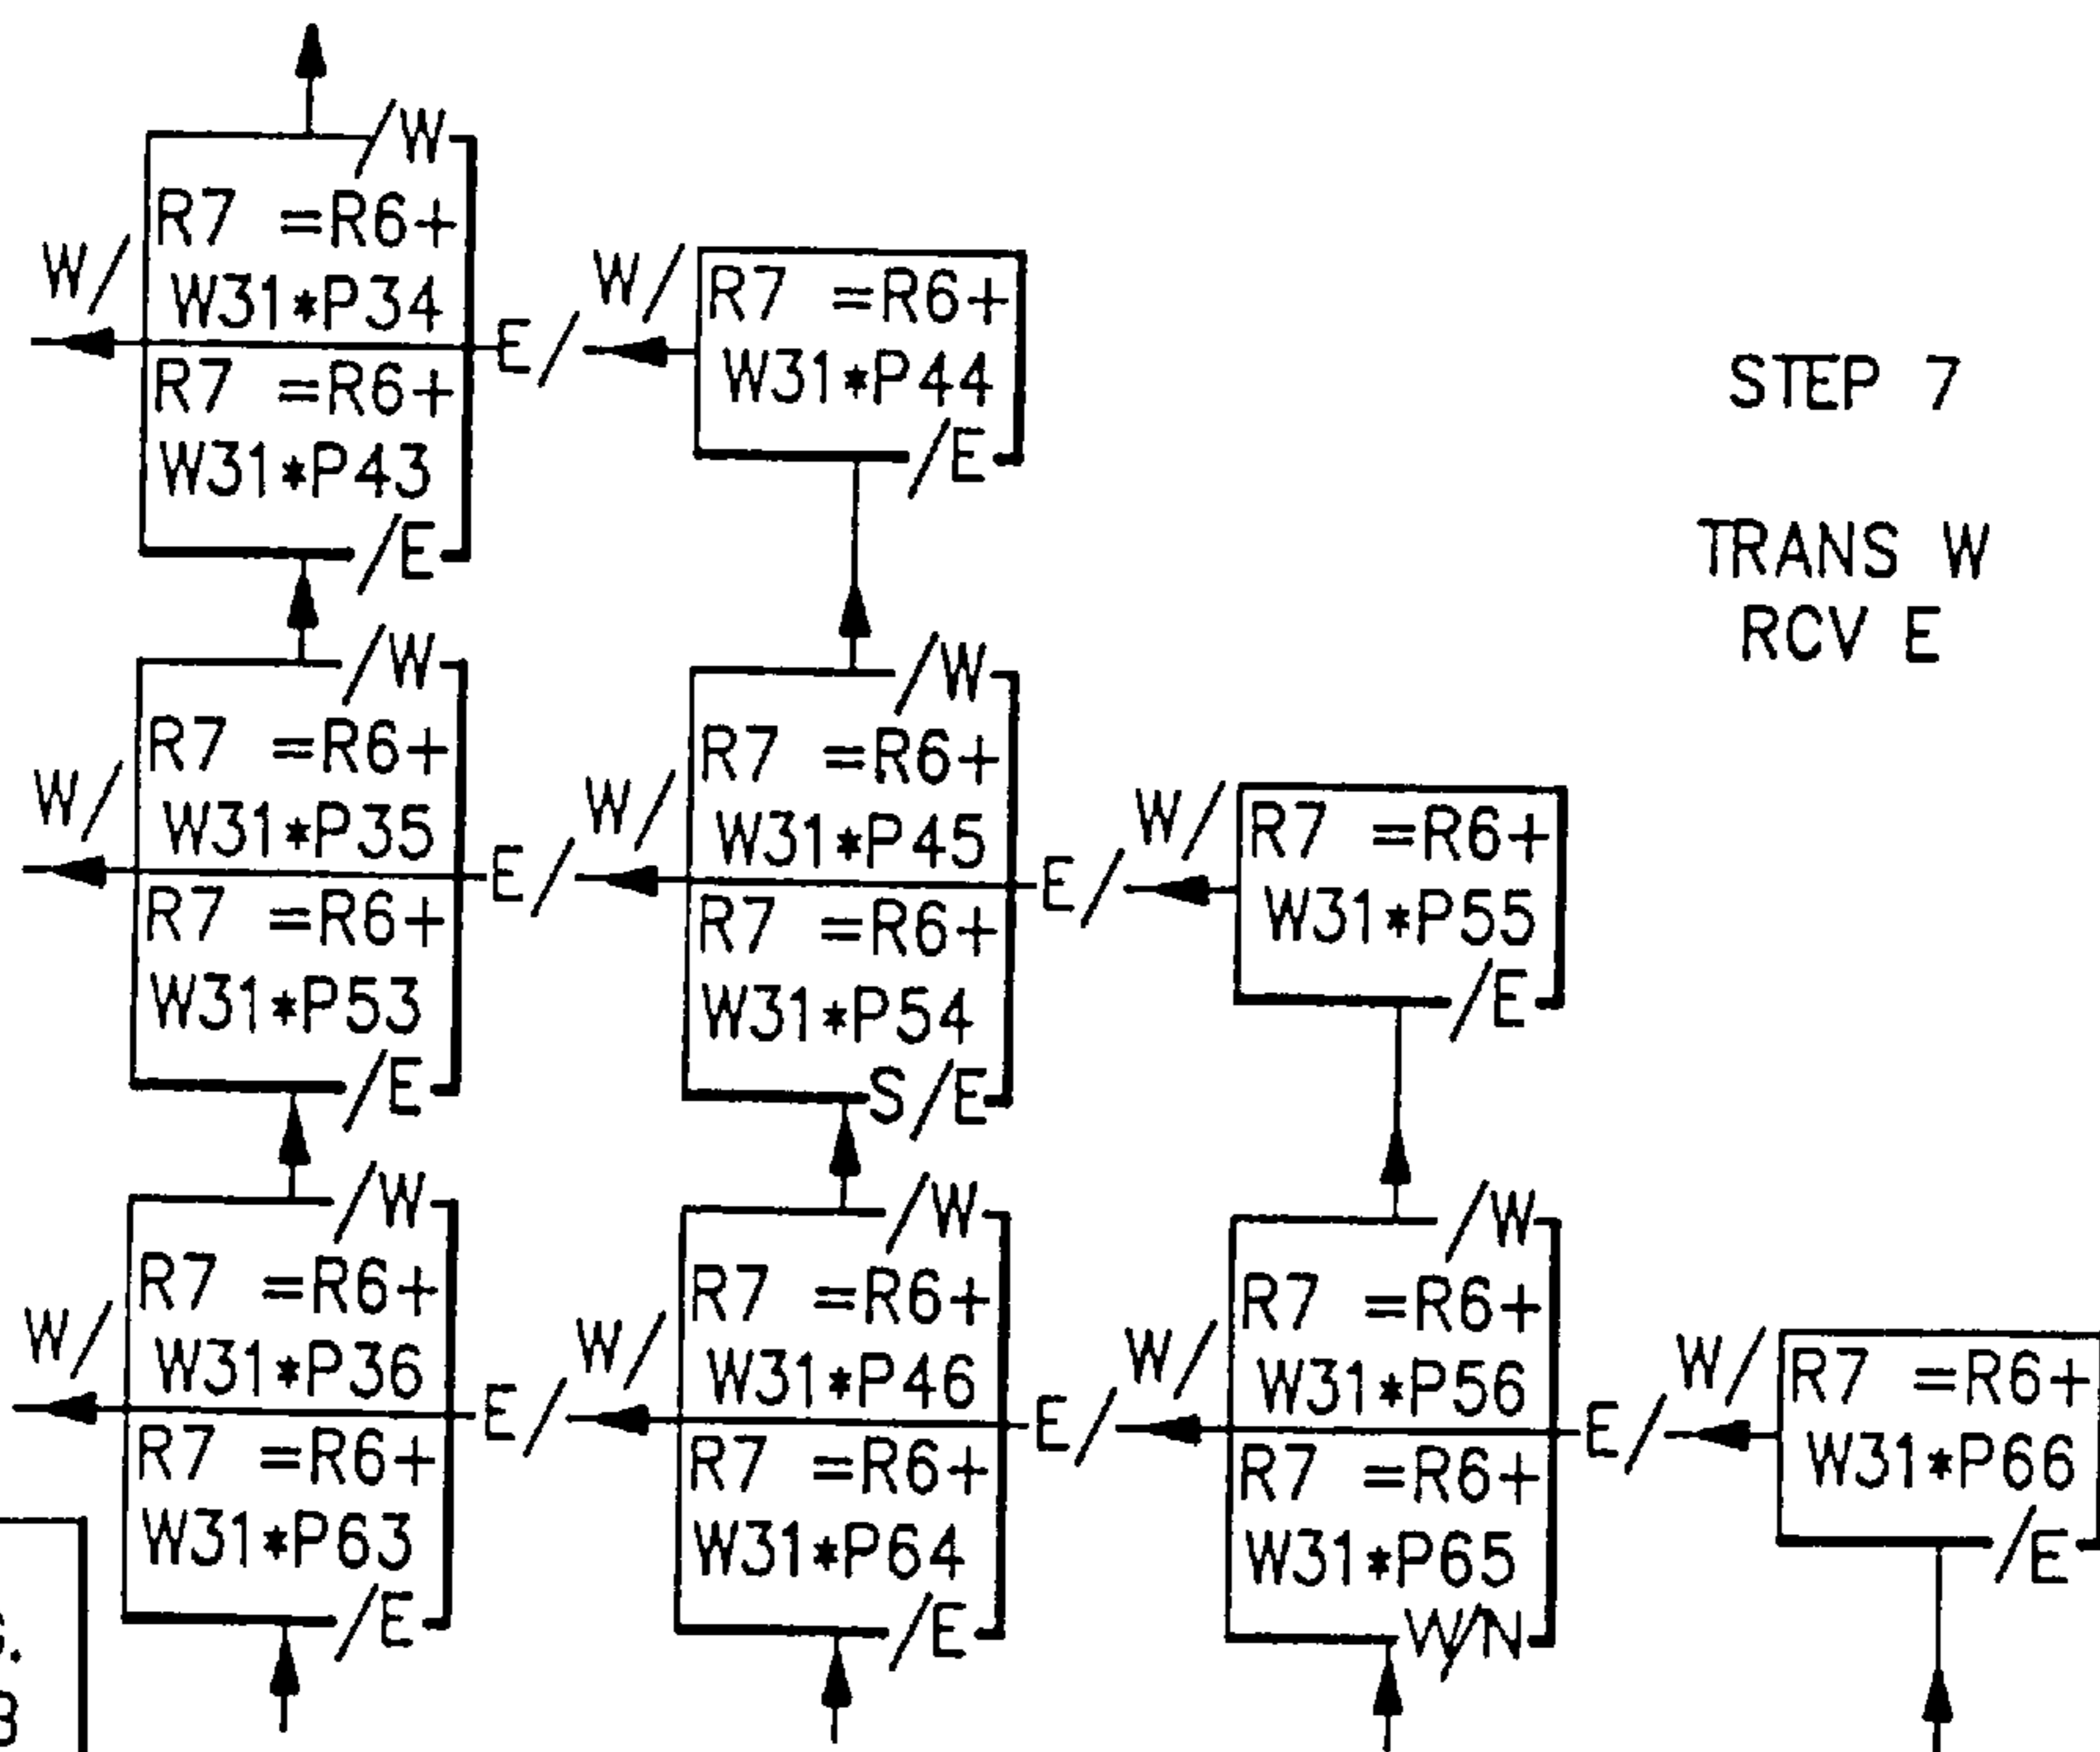 /W
R7 =R6+
W/
W31*P34
E/
R7 =R6+
W31*P43
/E
W/
R7 =R6+
W31*P44
/E
STEP 7
TRANS W
RCV E
/W
R7 =R6+
W/
W31*P35
E/
R7 =R6+
W31*P53
/E
/W
R7 =R6+
W/
W31*P45
E/
R7 =R6+
W31*P54
S/E
W/
R7 =R6+
W31*P55
/E
/W
R7 =R6+
W/
W31*P36
E/
R7 =R6+
W31*P63
/E
/W
R7 =R6+
W/
W31*P46
E/
R7 =R6+
W31*P64
/E
/W
R7 =R6+
W/
W31*P56
E/
R7 =R6+
W31*P65
W/N
W/
R7 =R6+
W31*P66
/E